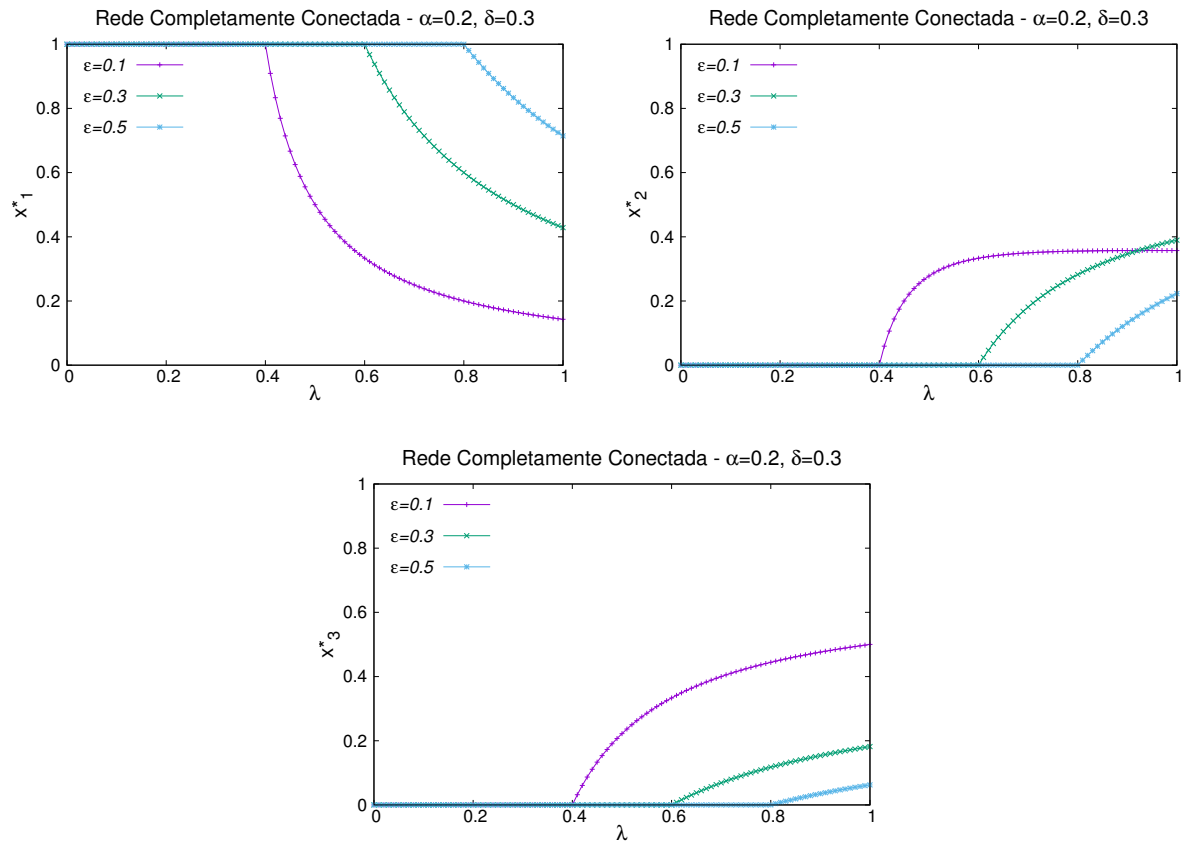 Rede Completamente Conectada - α=0.2, δ=0.3
1
0.8
0.6
0.4
0.2
0
x*1
ε=0.1
ε=0.3
ε=0.5
0 0.2 0.4 0.6 0.8 1
λ
Rede Completamente Conectada - α=0.2, δ=0.3
1
0.8
0.6
0.4
0.2
0
x*2
ε=0.1
ε=0.3
ε=0.5
0 0.2 0.4 0.6 0.8 1
λ
Rede Completamente Conectada - α=0.2, δ=0.3
1
0.8
0.6
0.4
0.2
0
x*3
ε=0.1
ε=0.3
ε=0.5
0 0.2 0.4 0.6 0.8 1
λ